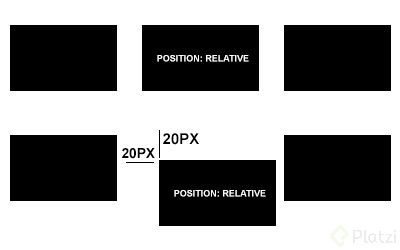 POSITION: RELATIVE
20PX
20PX
POSITION: RELATIVE
Platzi